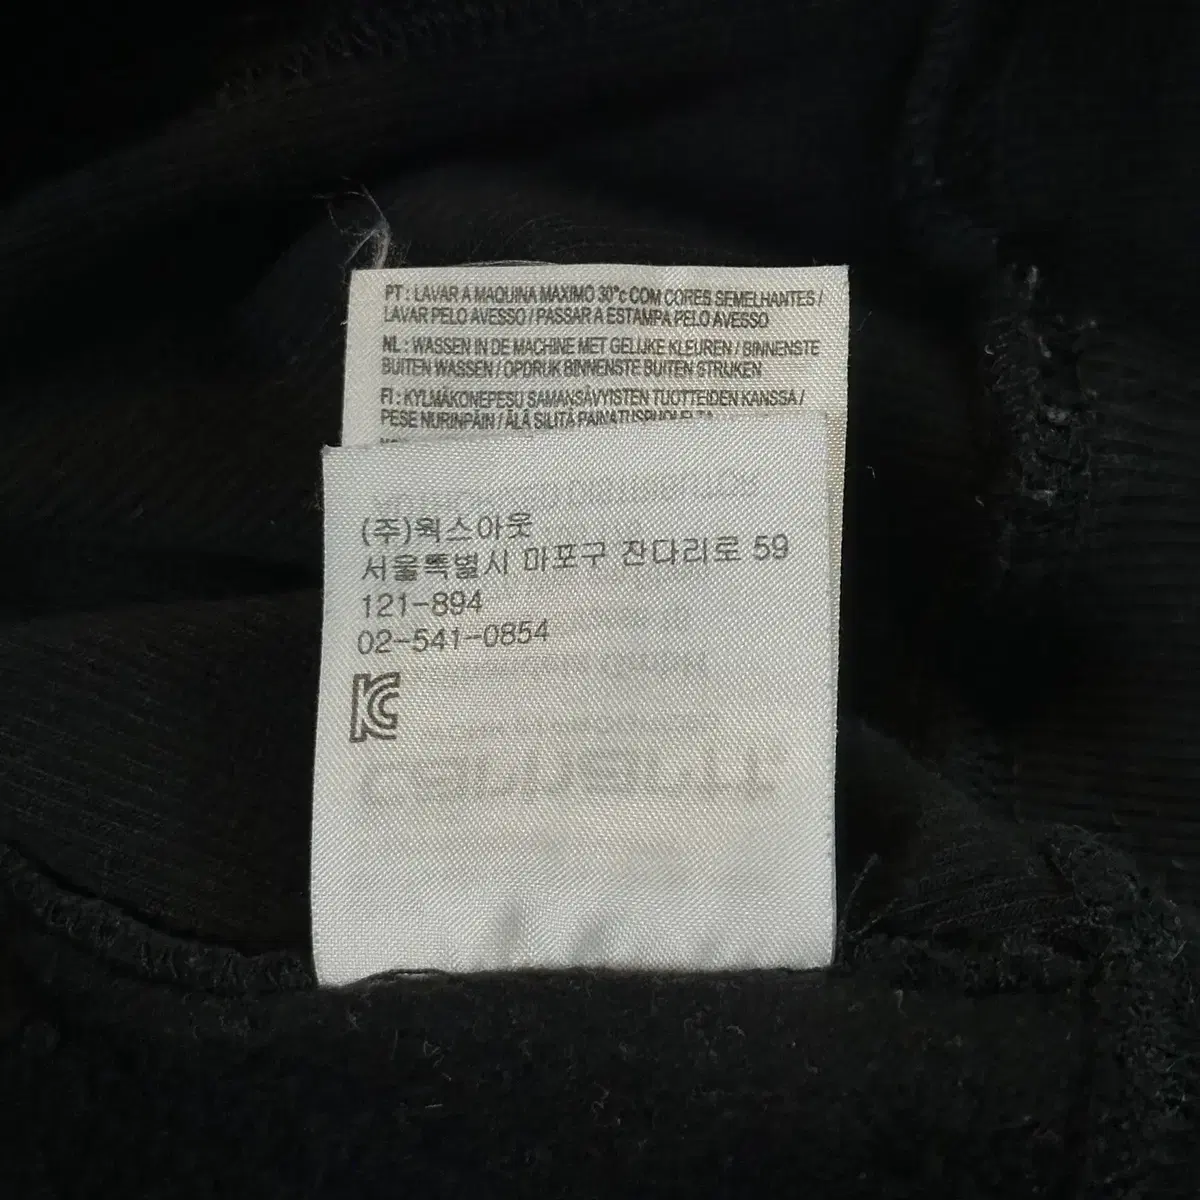 PT : LAVAR A MAQUINA MAXIMO 30°c COM CORES SEMELHANTES /
LAVAR PELO AVESSO / PASSAR A ESTAMPA PELO AVESSO
NL : WASSEN IN DE MACHINE MET GELIJKE KLEUREN / BINNENSTE
BUITEN WASSEN / OPDRUK BINNENSTE BUITEN STRIJKEN
FI : KYLMÄKONEPESU SAMANSÄVYISTEN TUOTTEIDEN KANSSA /
PESE NURINPÄIN / ÄLÄ SILITÄ PAINATUSPUOLELTA
(주)웍스아웃
서울특별시 마포구 잔다리로 59
121-894
02-541-0854
KC